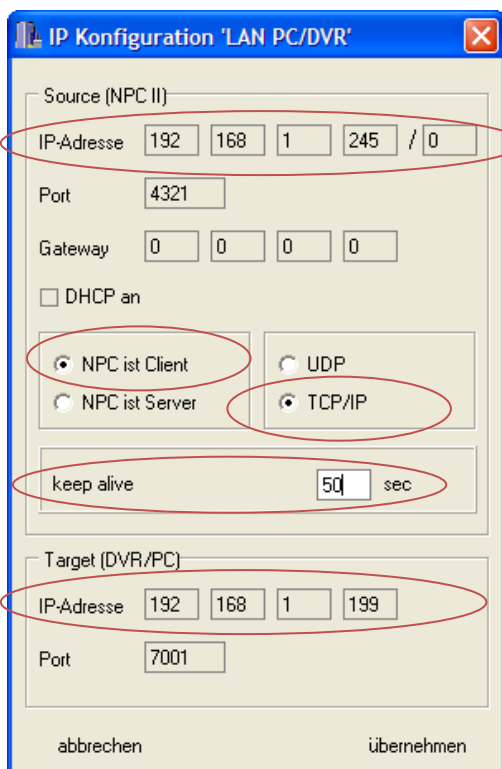 IP Konfiguration 'LAN PC/DVR'
Source (NPC II)
IP-Adresse 192 168 1 245 / 0
Port 4321
Gateway 0 0 0 0
DHCP an
NPC ist Client
NPC ist Server
UDP
TCP/IP
keep alive 50 sec
Target (DVR/PC)
IP-Adresse 192 168 1 199
Port 7001
abbrechen übernehmen